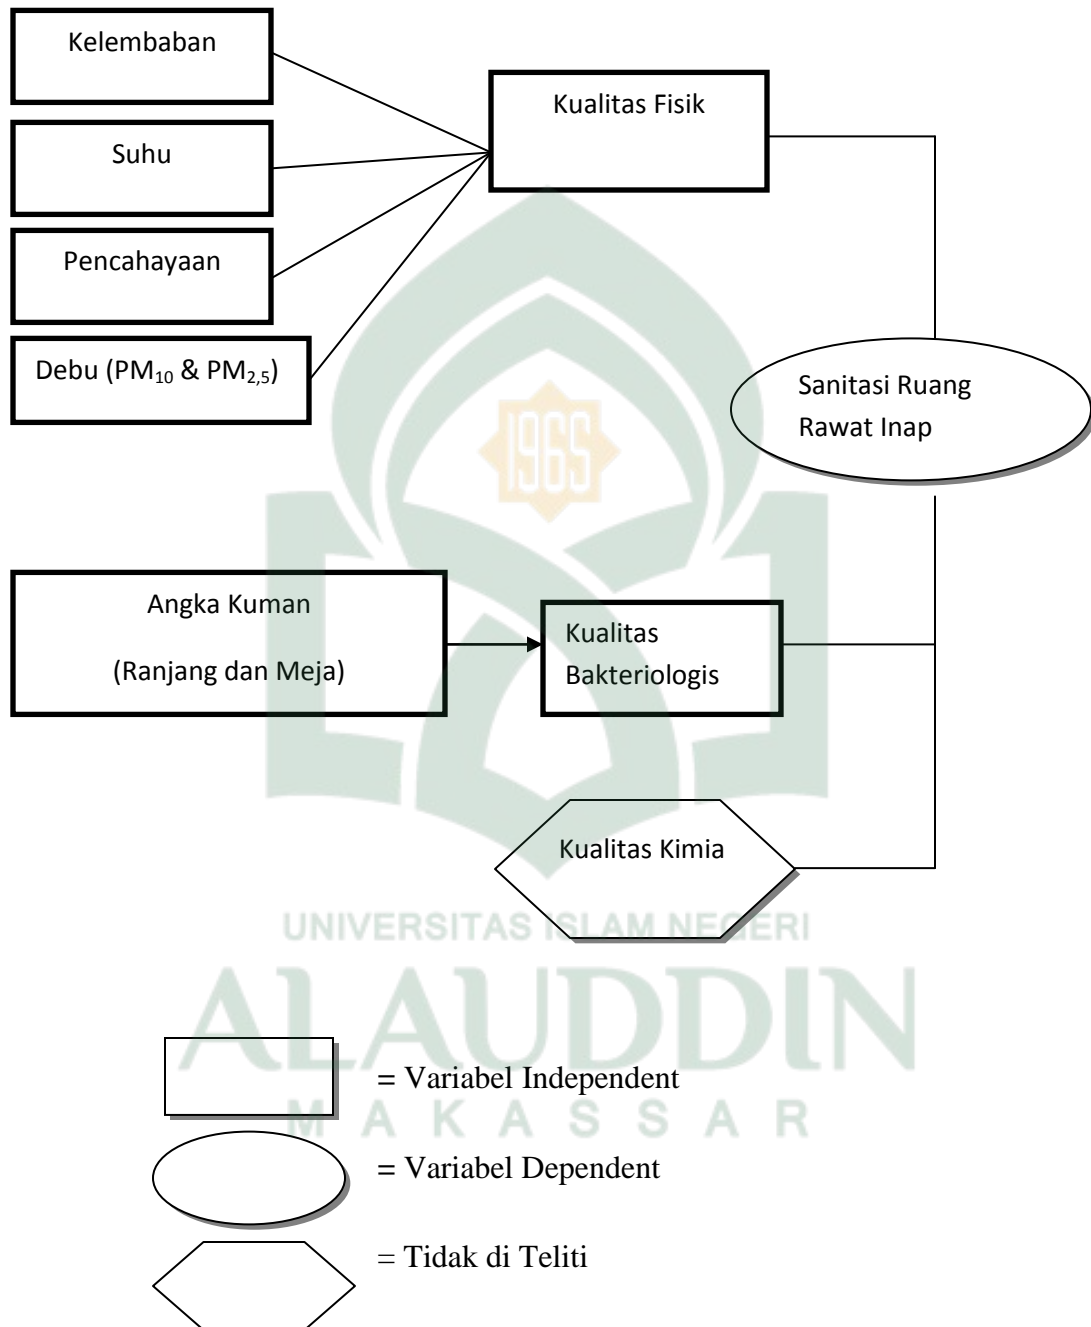 Kelembaban
Kualitas Fisik
Suhu
Pencahayaan
Debu (PM₁₀ & PM₂,₅)
Sanitasi Ruang
Rawat Inap
1965
Angka Kuman
(Ranjang dan Meja)
Kualitas
Bakteriologis
Kualitas Kimia
UNIVERSITAS ISLAM NEGERI
ALAUDDIN
MAKASSAR
= Variabel Independent
= Variabel Dependent
= Tidak di Teliti